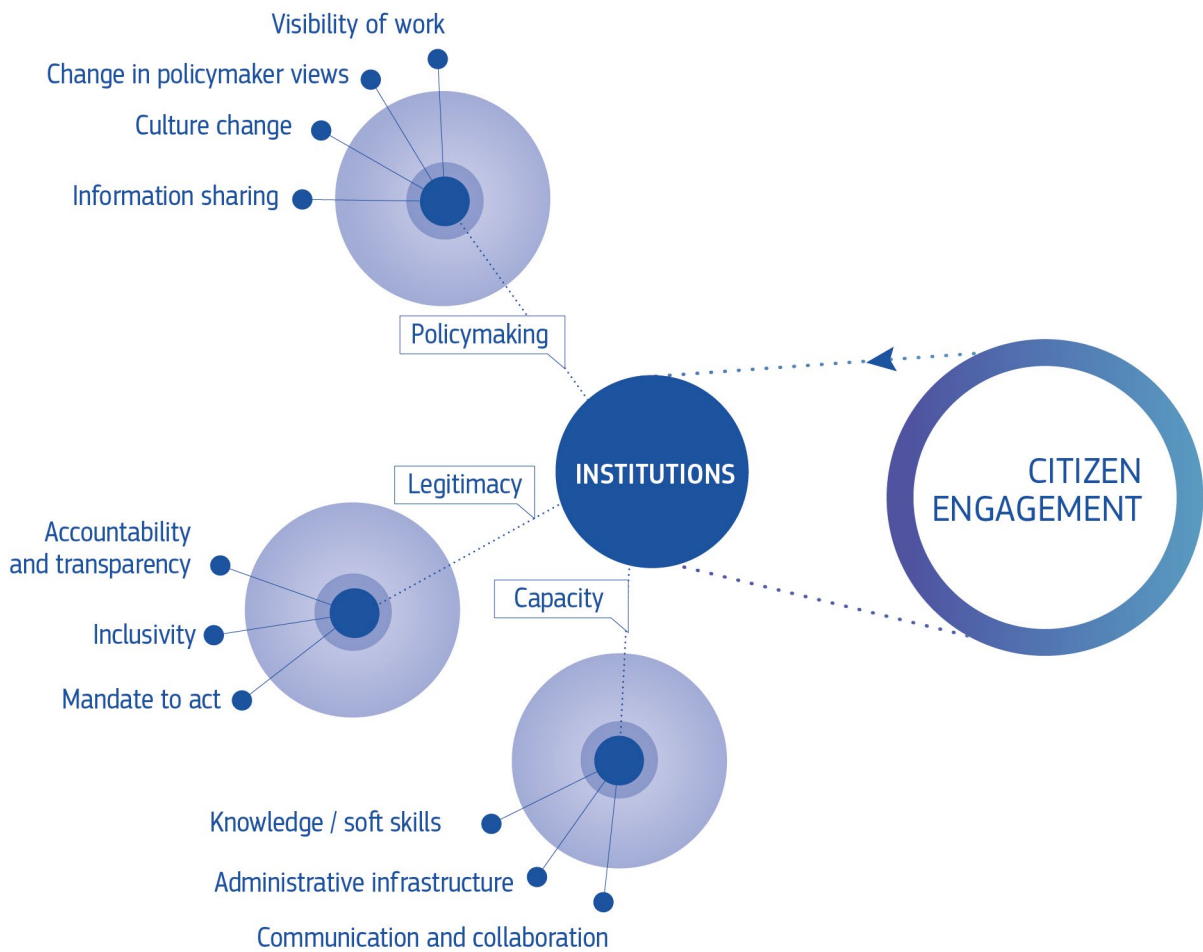 Visibility of work
Change in policymaker views
Culture change
Information sharing
Policymaking
INSTITUTIONS
CITIZEN
ENGAGEMENT
Legitimacy
Accountability
and transparency
Inclusivity
Mandate to act
Capacity
Knowledge / soft skills
Administrative infrastructure
Communication and collaboration